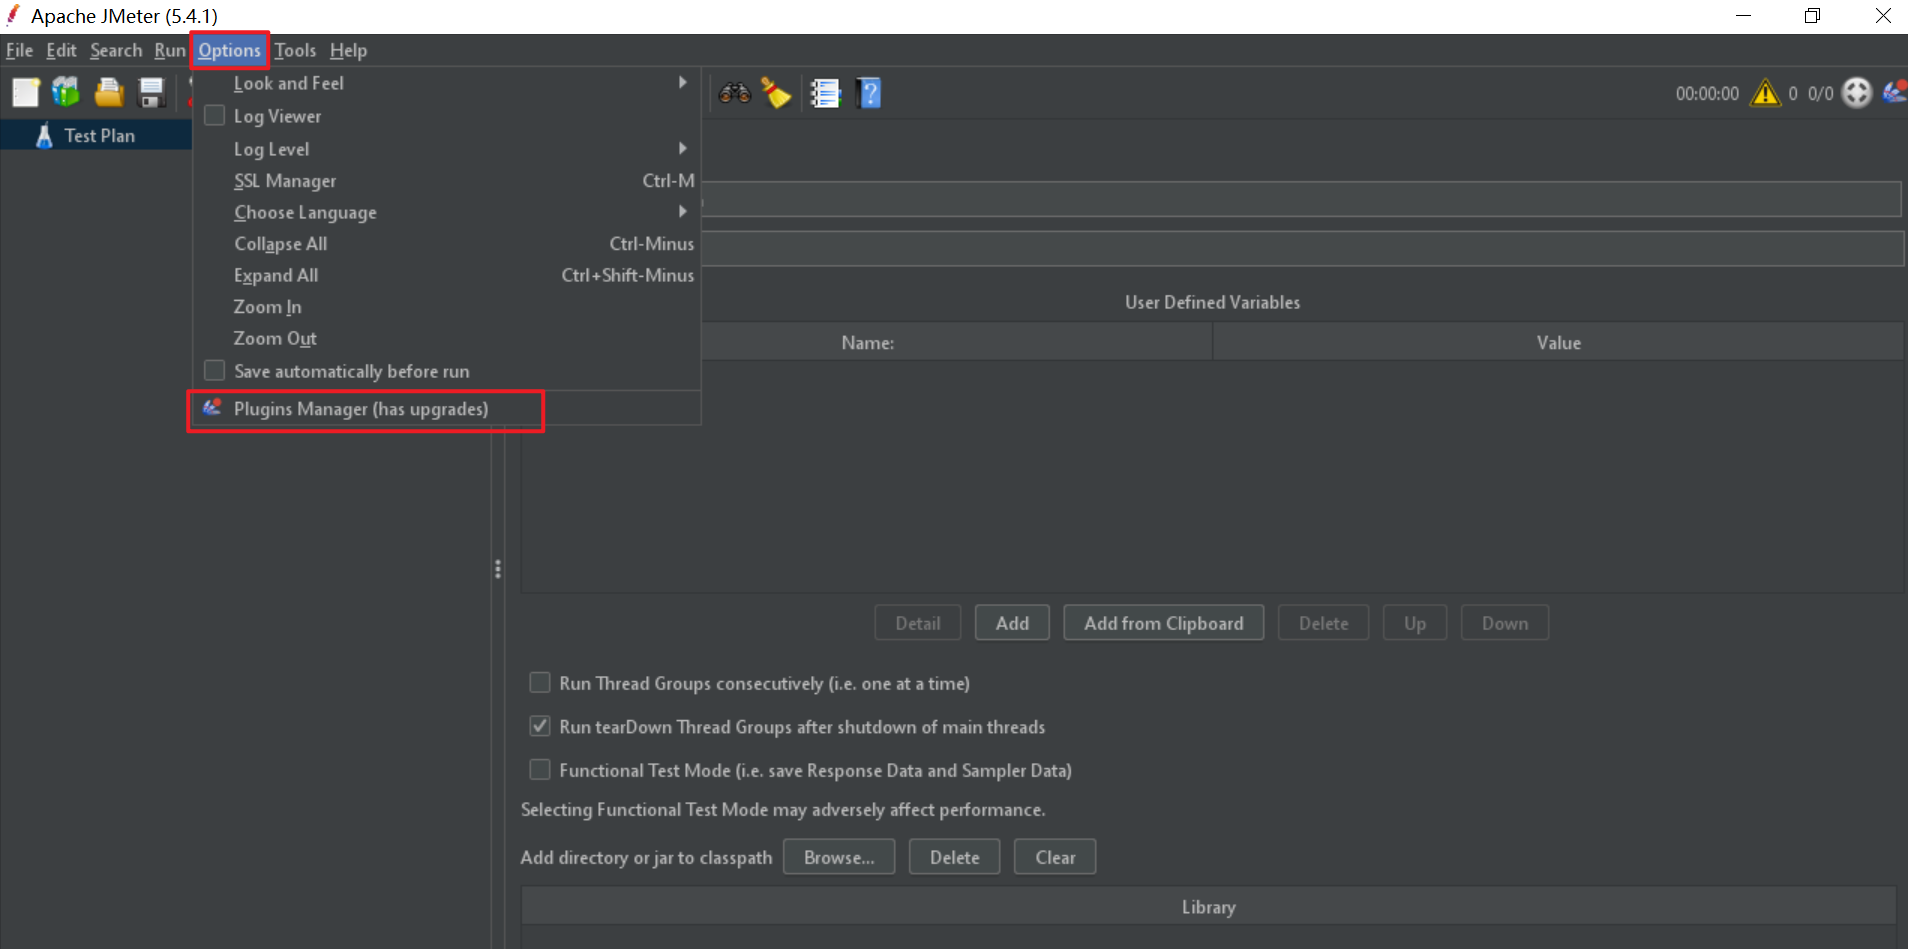 Apache JMeter (5.4.1)
File Edit Search Run Options Tools Help
00:00:00 0 0/0
Test Plan
Look and Feel
Log Viewer
Log Level
SSL Manager Ctrl-M
Choose Language
Collapse All Ctrl-Minus
Expand All Ctrl+Shift-Minus
Zoom In
Zoom Out
Save automatically before run
Plugins Manager (has upgrades)
User Defined Variables
Name: Value
Detail Add Add from Clipboard Delete Up Down
Run Thread Groups consecutively (i.e. one at a time)
Run tearDown Thread Groups after shutdown of main threads
Functional Test Mode (i.e. save Response Data and Sampler Data)
Selecting Functional Test Mode may adversely affect performance.
Add directory or jar to classpath Browse... Delete Clear
Library